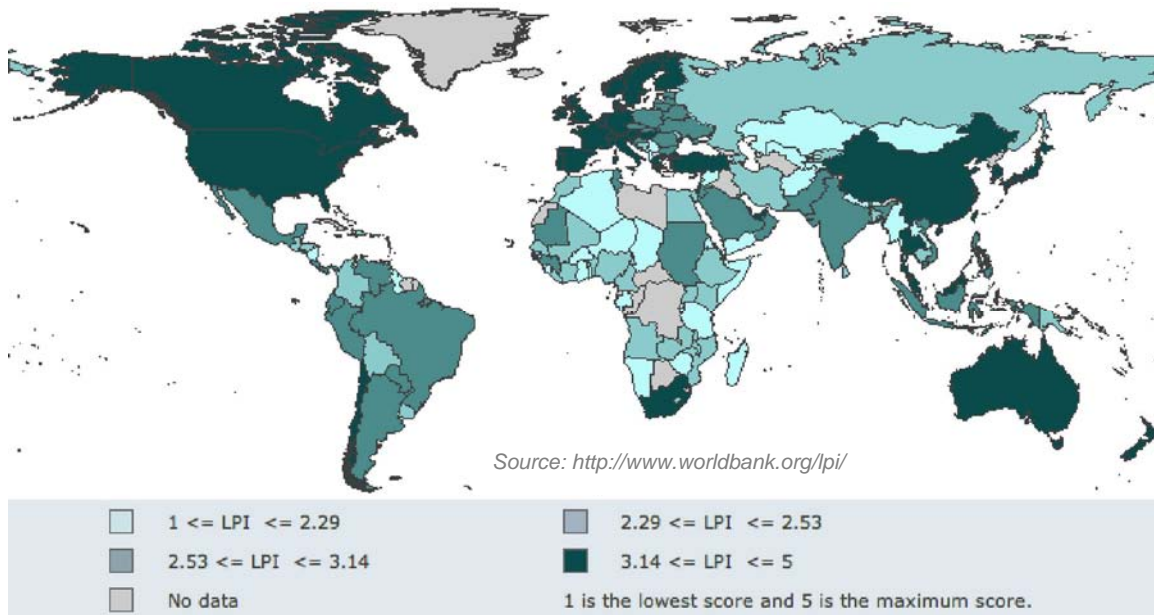 Source: http://www.worldbank.org/lpi/
1 <= LPI <= 2.29
2.29 <= LPI <= 2.53
2.53 <= LPI <= 3.14
3.14 <= LPI <= 5
No data
1 is the lowest score and 5 is the maximum score.